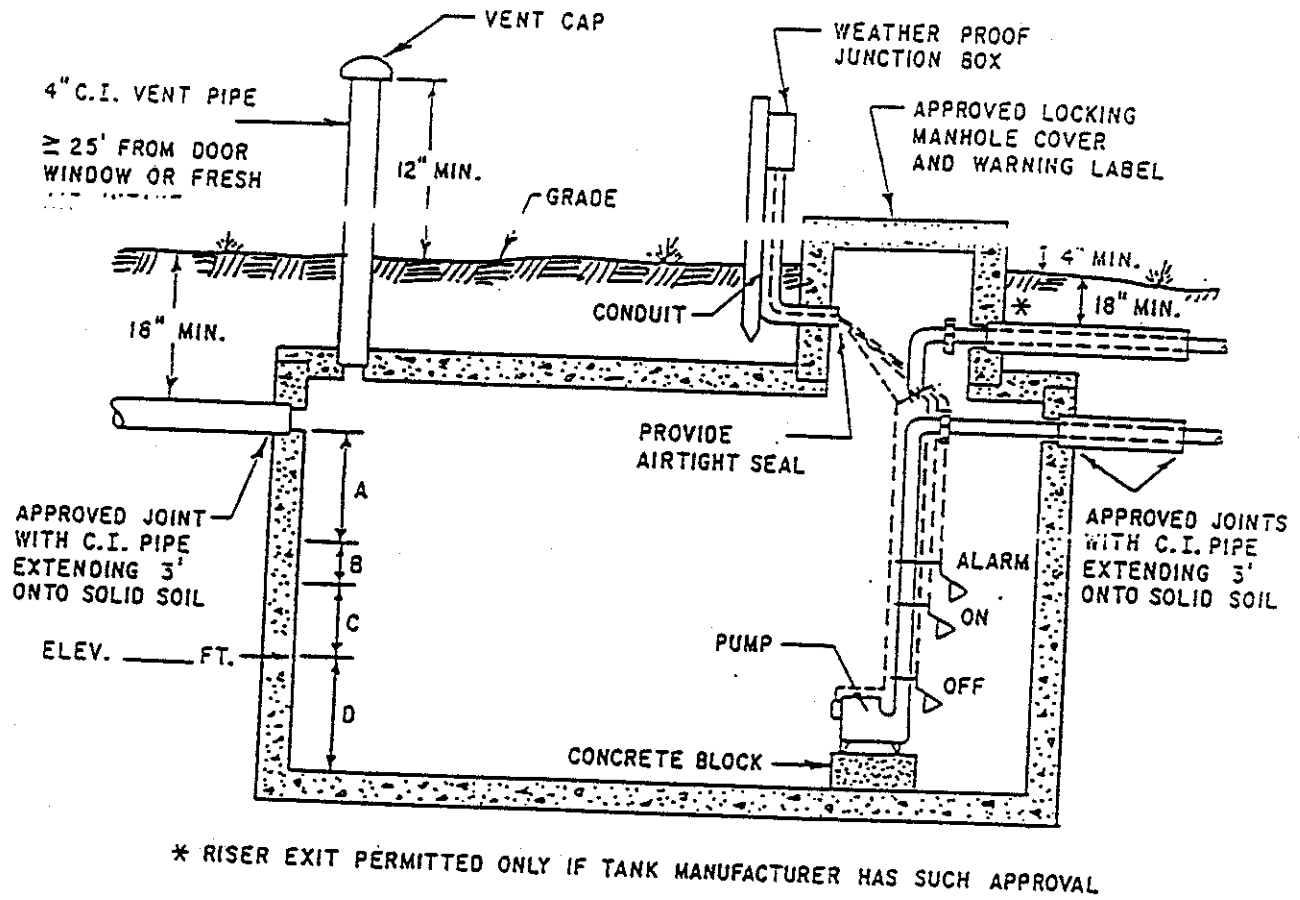 VENT CAP
4" C.I. VENT PIPE
≥ 25' FROM DOOR
WINDOW OR FRESH
12" MIN.
GRADE
WEATHER PROOF
JUNCTION BOX
APPROVED LOCKING
MANHOLE COVER
AND WARNING LABEL
4" MIN.
18" MIN.
*
18" MIN.
CONDUIT
PROVIDE
AIRTIGHT SEAL
APPROVED JOINT
WITH C.I. PIPE
EXTENDING 3'
ONTO SOLID SOIL
A
B
C
D
ELEV. ____ FT.
APPROVED JOINTS
WITH C.I. PIPE
EXTENDING 3'
ONTO SOLID SOIL
ALARM
ON
OFF
PUMP
CONCRETE BLOCK
* RISER EXIT PERMITTED ONLY IF TANK MANUFACTURER HAS SUCH APPROVAL